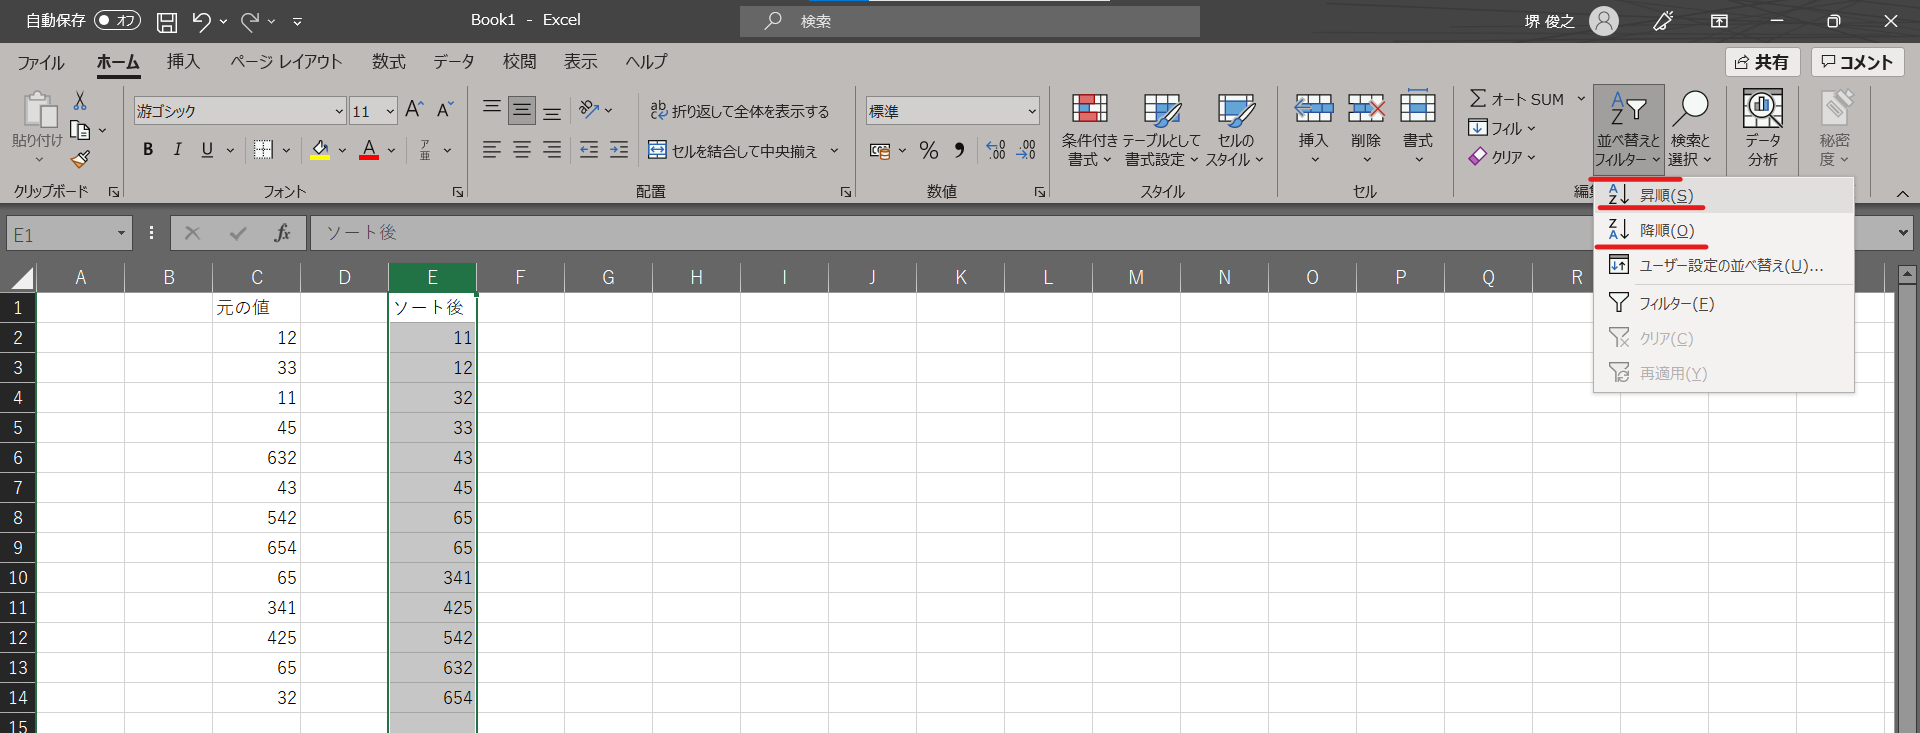 自動保存 オフ Book1 - Excel 検索 堺 俊之
ファイル ホーム 挿入 ページ レイアウト 数式 データ 校閲 表示 ヘルプ 共有 コメント
貼り付け
游ゴシック 11 A A
B I U A ア亜
ab 折り返して全体を表示する
セルを結合して中央揃え
標準
% 9 .00 .00
条件付き書式 テーブルとして書式設定 セルのスタイル
挿入 削除 書式
Σ オート SUM
フィル
クリア
並べ替えとフィルター 検索と選択 データ分析 秘密度
クリップボード フォント 配置 数値 スタイル セル 編集
昇順(S)
降順(O)
ユーザー設定の並べ替え(U)...
フィルター(F)
クリア(C)
再適用(Y)
E1 fx ソート後
A B C D E F G H I J K L M N O P Q R
1 元の値 ソート後
2 12 11
3 33 12
4 11 32
5 45 33
6 632 43
7 43 45
8 542 65
9 654 65
10 65 341
11 341 425
12 425 542
13 65 632
14 32 654
15